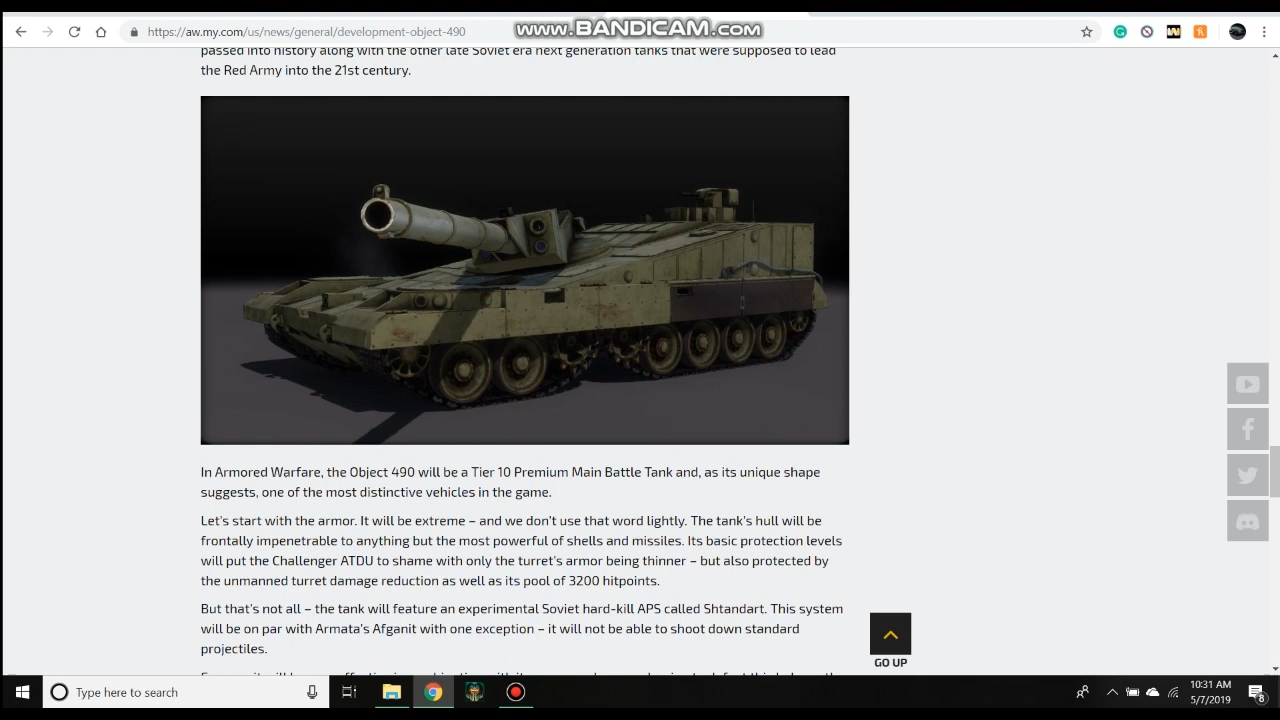 www.BANDICAM.com
https://aw.my.com/us/news/general/development-object-490
passed into history along with the other late Soviet era next generation tanks that were supposed to lead
the Red Army into the 21st century.
In Armored Warfare, the Object 490 will be a Tier 10 Premium Main Battle Tank and, as its unique shape
suggests, one of the most distinctive vehicles in the game.
Let's start with the armor. It will be extreme – and we don't use that word lightly. The tank's hull will be
frontally impenetrable to anything but the most powerful of shells and missiles. Its basic protection levels
will put the Challenger ATDU to shame with only the turret's armor being thinner – but also protected by
the unmanned turret damage reduction as well as its pool of 3200 hitpoints.
But that's not all – the tank will feature an experimental Soviet hard-kill APS called Shtandart. This system
will be on par with Armata's Afganit with one exception – it will not be able to shoot down standard
projectiles.
GO UP
Type here to search
10:31 AM
5/7/2019
8